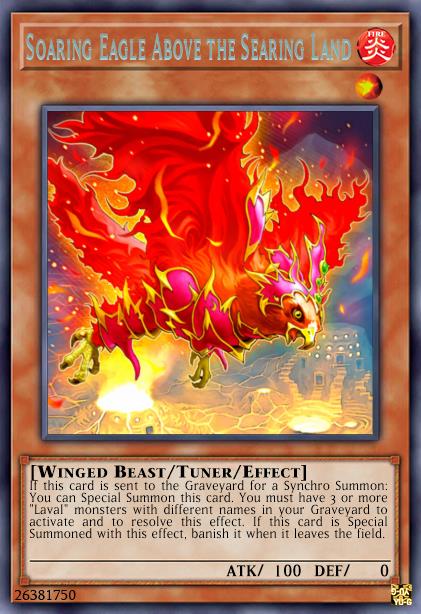 Soaring Eagle Above the Searing Land
FIRE
炎
[Winged Beast/Tuner/Effect]
If this card is sent to the Graveyard for a Synchro Summon:
You can Special Summon this card. You must have 3 or more
"Laval" monsters with different names in your Graveyard to
activate and to resolve this effect. If this card is Special
Summoned with this effect, banish it when it leaves the field.
ATK/ 100 DEF/ 0
26381750